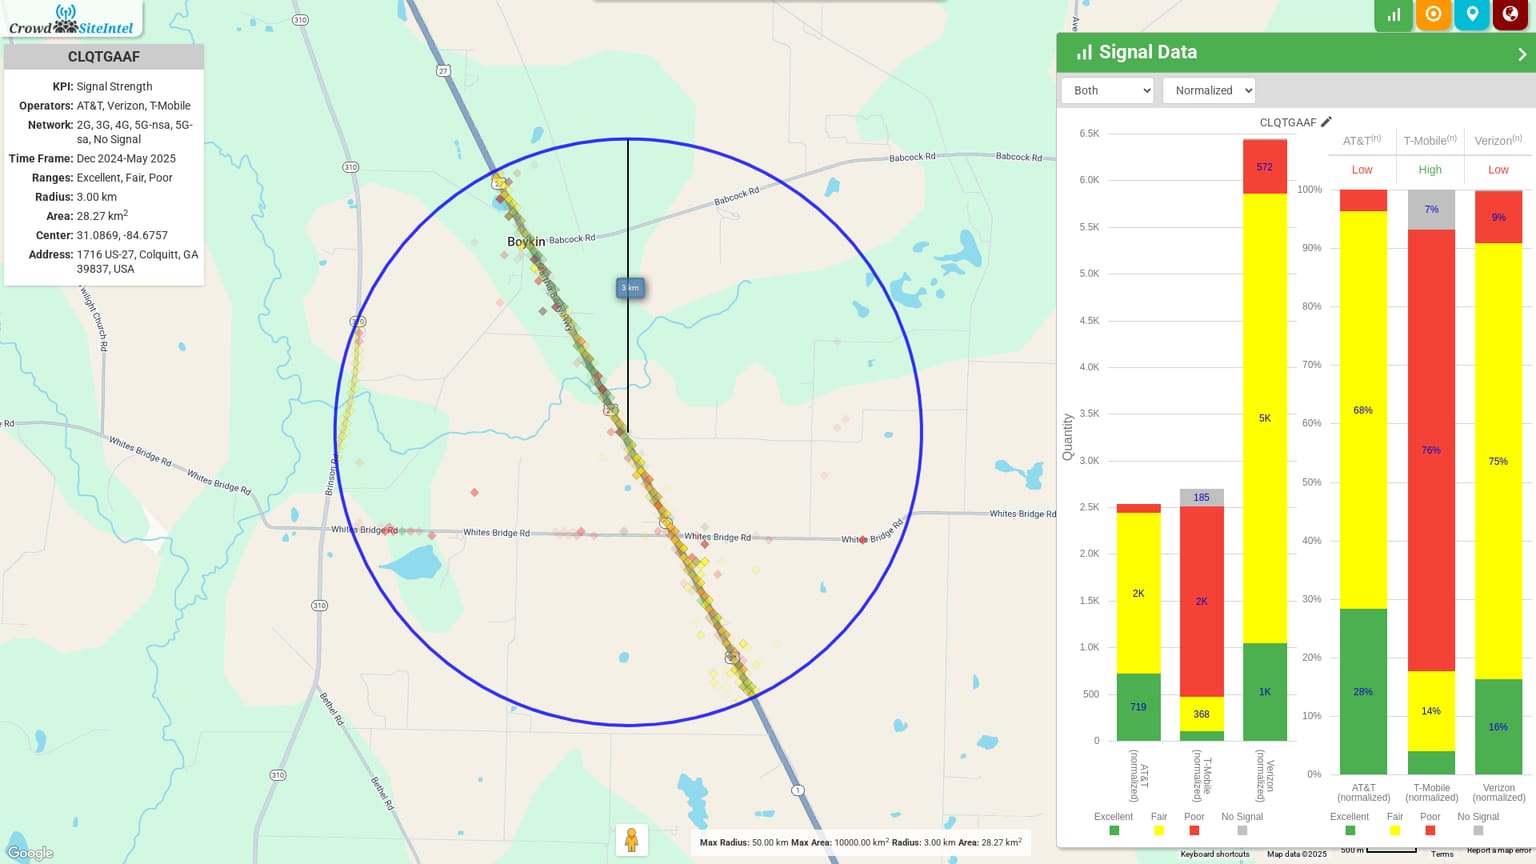 CrowdSiteIntel
CLQTGAAF
KPI: Signal Strength
Operators: AT&T, Verizon, T-Mobile
Network: 2G, 3G, 4G, 5G-nsa, 5G-
sa, No Signal
Time Frame: Dec 2024-May 2025
Ranges: Excellent, Fair, Poor
Radius: 3.00 km
Area: 28.27 km2
Center: 31.0869, -84.6757
Address: 1716 US-27, Colquitt, GA
39837, USA
310
27
310
Babcock Rd
Babcock Rd
Babcock Rd
Boykin
Babcock Rd
3 km
Twilight Church Rd
370
27
e Rd
Whites Bridge Rd
Whites Bridge Rd
Brinson Rd
Whites Bridge Rd
Whites Bridge Rd
Whites Bridge Rd
Whites Bridge Rd
Whites Bridge Rd
310
Bethel Rd
310
Bethel Rd
1
Ave
Google
Max Radius: 50.00 km Max Area: 10000.00 km2 Radius: 3.00 km Area: 28.27 km2
Signal Data
Both
Normalized
CLQTGAAF
Quantity
6.5K
6.0K
5.5K
5.0K
4.5K
4.0K
3.5K
3.0K
2.5K
2.0K
1.5K
1.0K
500
0
2K
719
185
2K
368
572
5K
1K
AT&T (normalized)
T-Mobile (normalized)
Verizon (normalized)
Excellent Fair Poor No Signal
AT&T(n) T-Mobile(n) Verizon(n)
Low High Low
100%
90%
80%
70%
60%
50%
40%
30%
20%
10%
0%
68%
28%
7%
76%
14%
9%
75%
16%
AT&T (normalized)
T-Mobile (normalized)
Verizon (normalized)
Excellent Fair Poor No Signal
Keyboard shortcuts
Map data ©2025
500 m
Terms
Report a map error